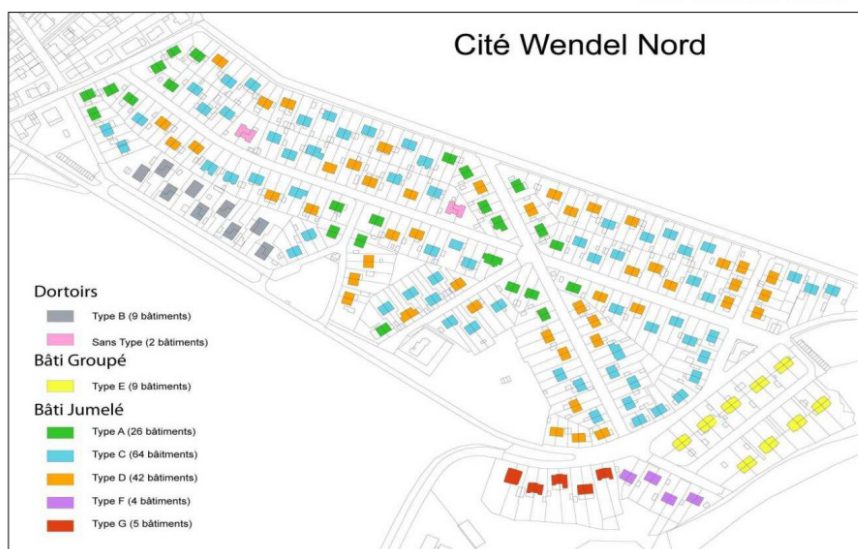 Cité Wendel Nord
Dortoirs
Type B (9 bâtiments)
Sans Type (2 bâtiments)
Bâti Groupé
Type E (9 bâtiments)
Bâti Jumelé
Type A (26 bâtiments)
Type C (64 bâitments)
Type D (42 bâtiments)
Type F (4 bâtiments)
Type G (5 bâtiments)